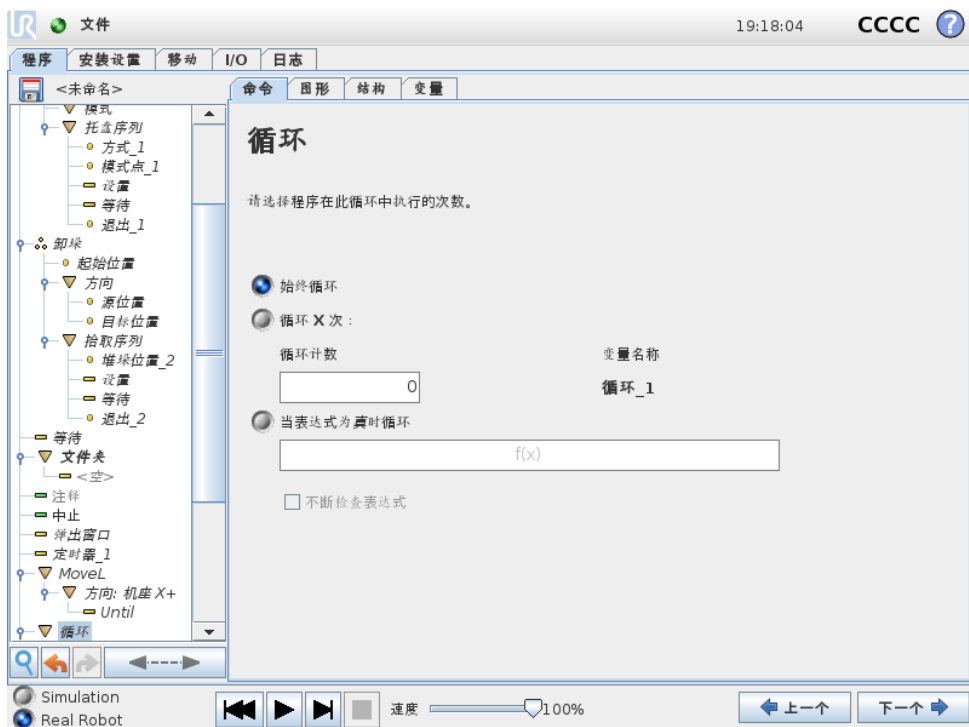 UR 文件 19:18:04 CCCC ?
程序 安装设置 移动 I/O 日志
<未命名>
命令 图形 结构 变量
模式
托盘序列
方式_1
模式点_1
设置
等待
退出_1
卸垛
起始位置
方向
源位置
目标位置
拾取序列
堆垛位置_2
设置
等待
退出_2
等待
文件夹
<空>
注释
中止
弹出窗口
定时器_1
MoveL
方向: 机座 X+
Until
循环
循环
请选择程序在此循环中执行的次数。
始终循环
循环 X 次 :
循环计数 变量名称
0 循环_1
当表达式为真时循环
f(x)
不断检查表达式
Simulation
Real Robot
速度 100%
上一个 下一个